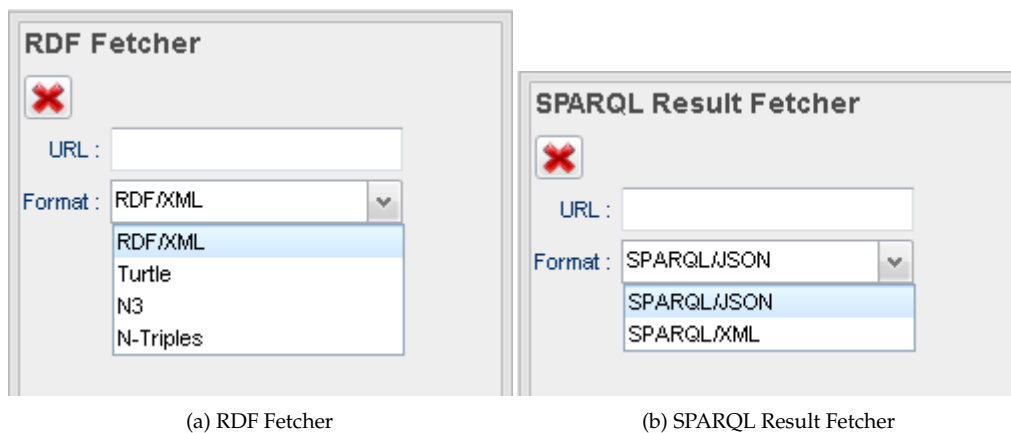 RDF Fetcher
URL :
Format : RDF/XML
RDF/XML
Turtle
N3
N-Triples
(a) RDF Fetcher
SPARQL Result Fetcher
URL :
Format : SPARQL/JSON
SPARQL/JSON
SPARQL/XML
(b) SPARQL Result Fetcher